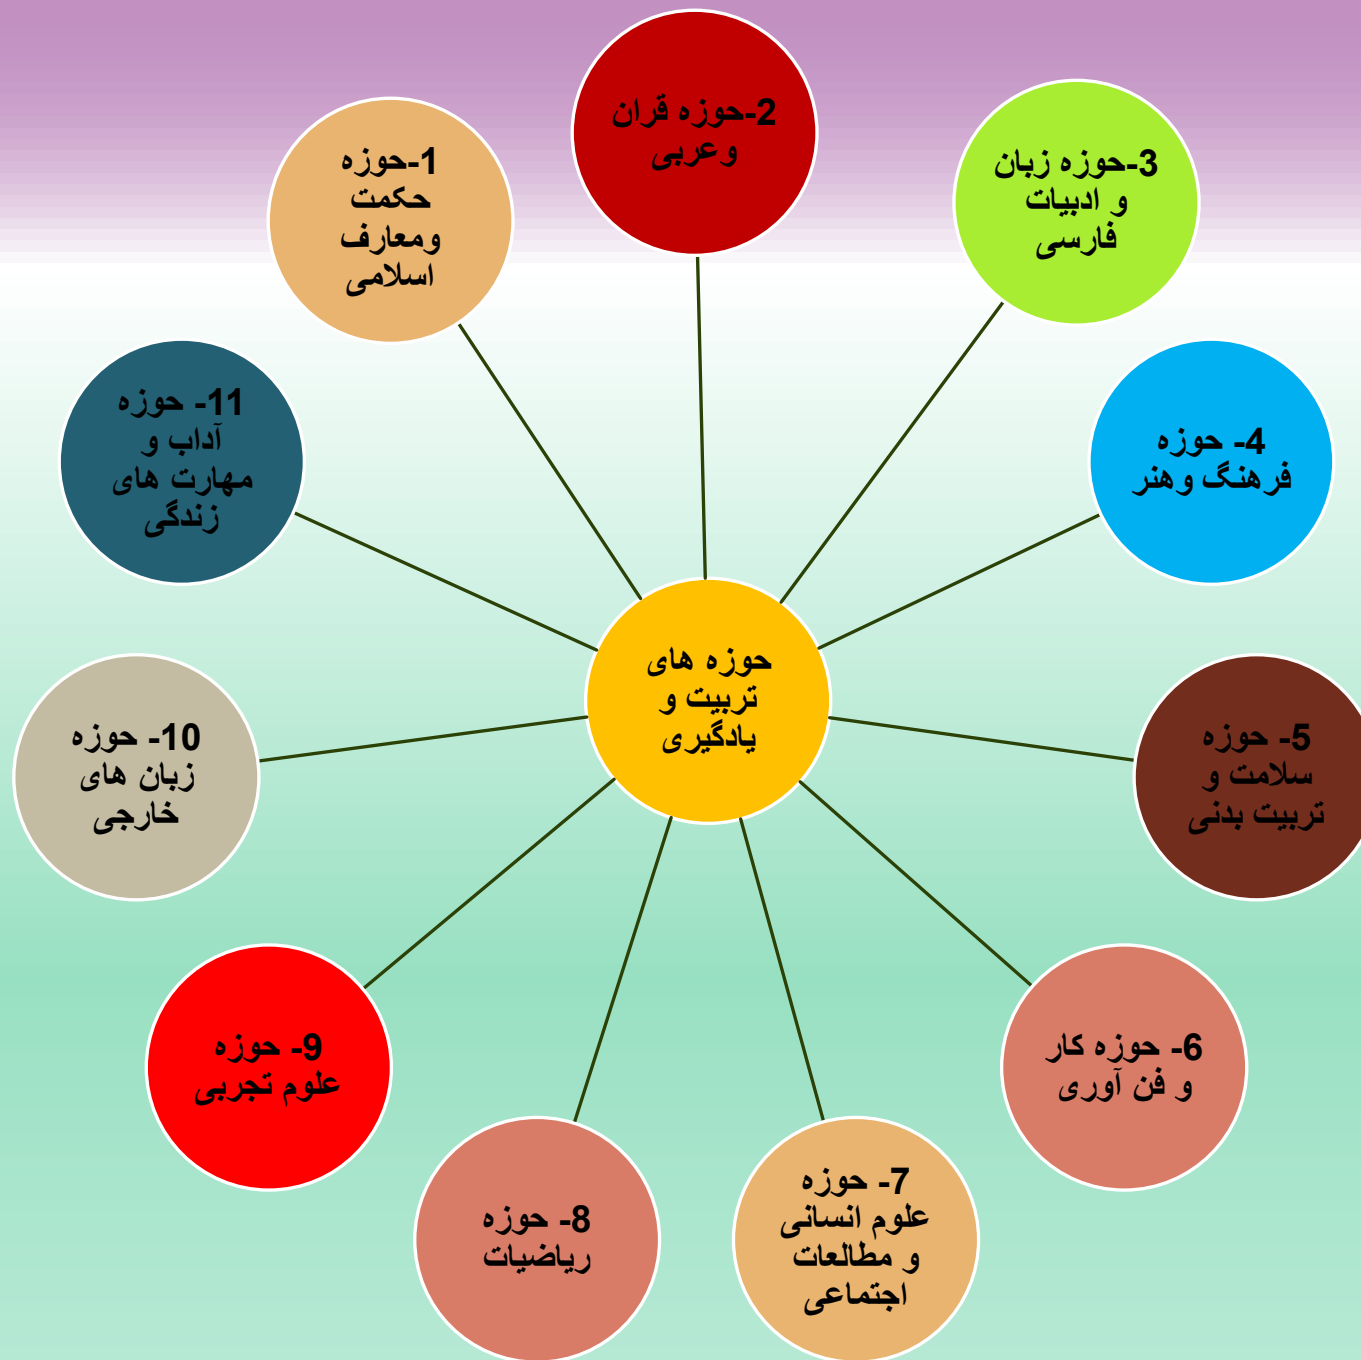 حوزه های
تربیت و
یادگیری
1-حوزه
حکمت
ومعارف
اسلامی
2-حوزه قران
وعربی
3-حوزه زبان
و ادبیات
فارسی
4- حوزه
فرهنگ وهنر
5- حوزه
سلامت و
تربیت بدنی
6- حوزه کار
و فن آوری
7- حوزه
علوم انسانی
و مطالعات
اجتماعی
8- حوزه
ریاضیات
9- حوزه
علوم تجربی
10- حوزه
زبان های
خارجی
11- حوزه
آداب و
مهارت های
زندگی